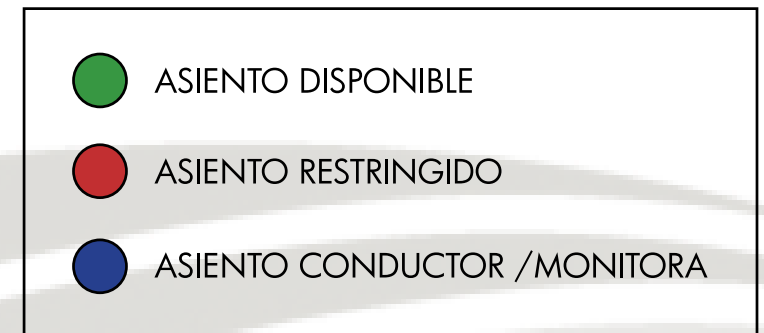 ASIENTO DISPONIBLE
ASIENTO RESTRINGIDO
ASIENTO CONDUCTOR /MONITORA